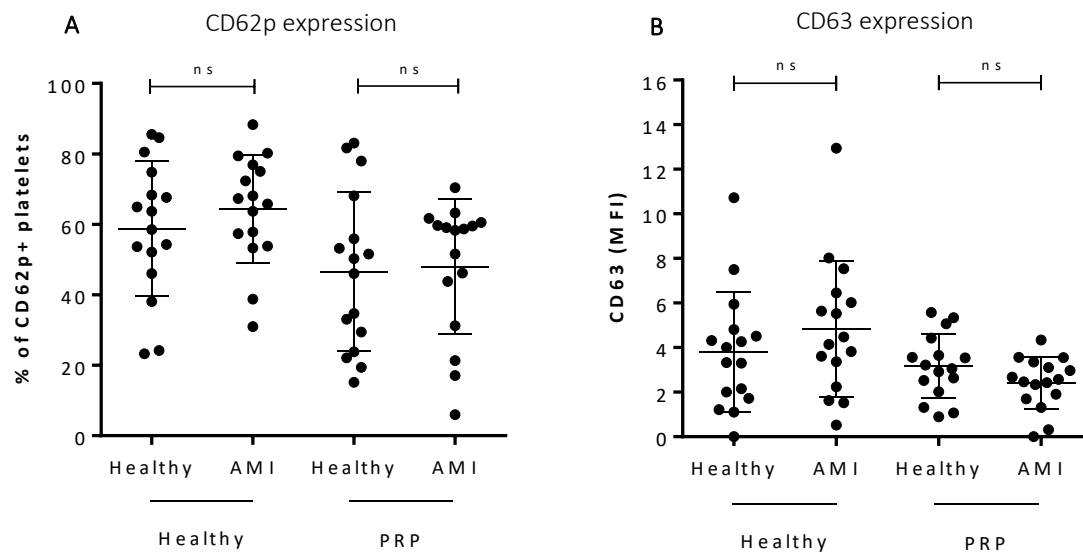 A CD62p expression
ns ns
100
80
60
40
20
0
% of CD62p+ platelets
Healthy AMI Healthy AMI
Healthy PRP
B CD63 expression
ns ns
16
14
12
10
8
6
4
2
0
CD63 (MFI)
Healthy AMI Healthy AMI
Healthy PRP